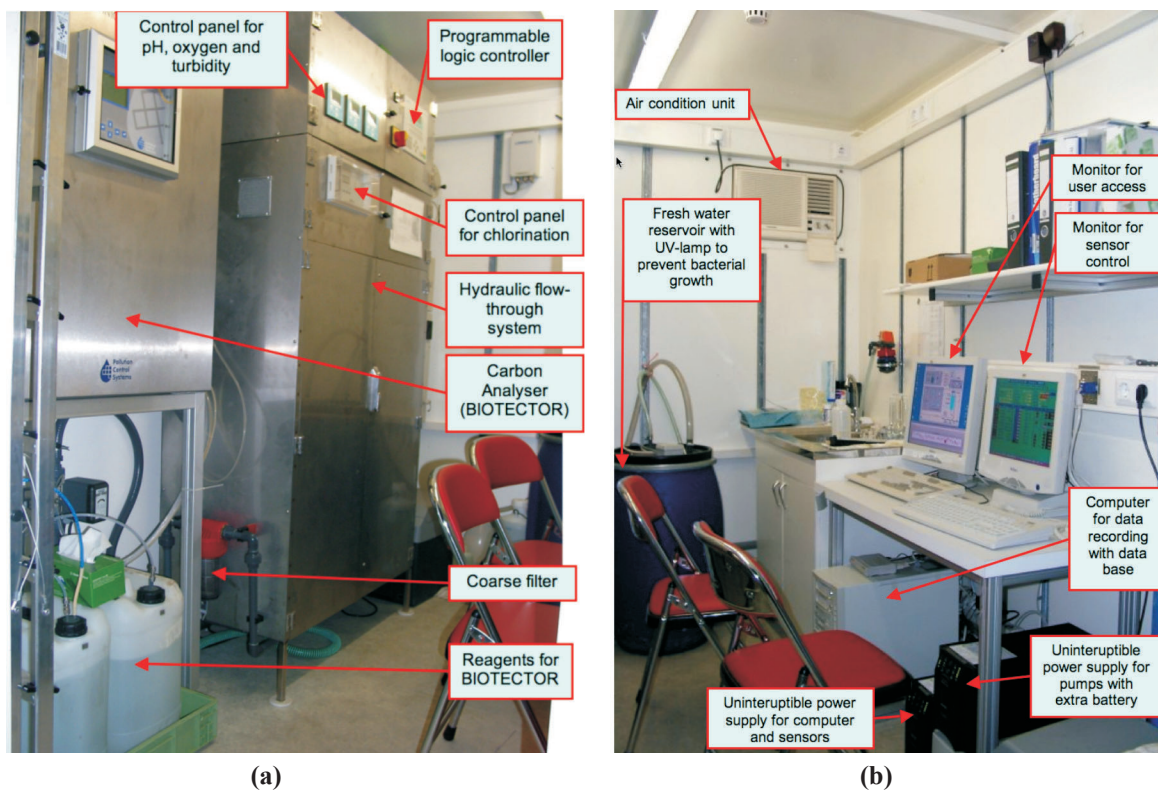 Control panel for
pH, oxygen and
turbidity
Programmable
logic controller
Control panel
for chlorination
Hydraulic flow-
through
system
Carbon
Analyser
(BIOTECTOR)
Pollution
Control
Systems
Coarse filter
Reagents for
BIOTECTOR
(a)
Air condition unit
Fresh water
reservoir with
UV-lamp to
prevent bacterial
growth
Monitor for
user access
Monitor for
sensor
control
Computer
for data
recording
with data
base
Uninteruptible
power supply for
pumps with
extra battery
Uninteruptible power
supply for computer
and sensors
(b)